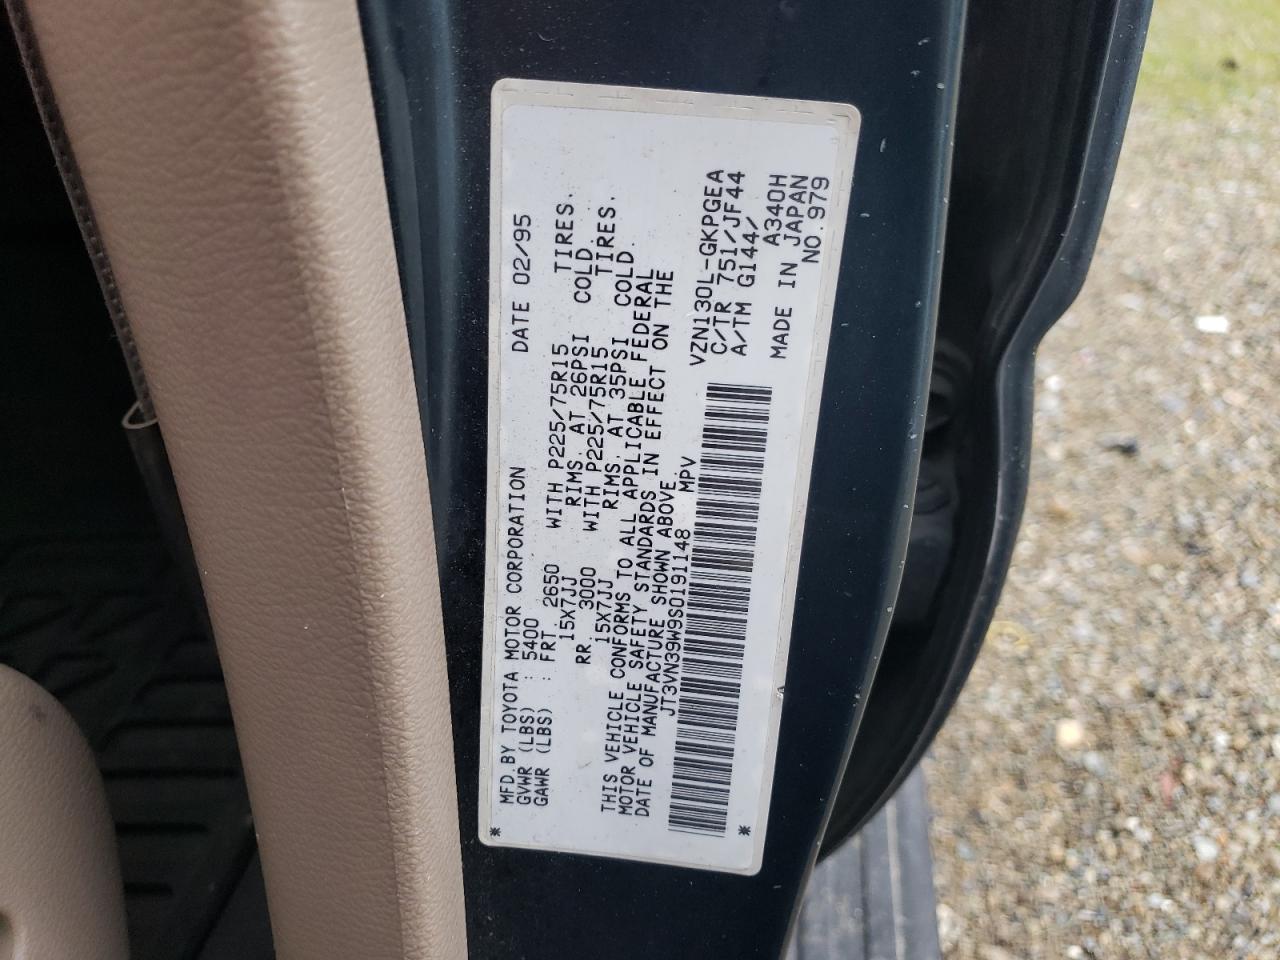 MFD.BY TOYOTA MOTOR CORPORATION DATE 02/95
GVWR (LBS) : 5400
GAWR (LBS) : FRT. 2650 WITH P225/75R15 TIRES.
15X7JJ RIMS, AT 26PSI COLD.
RR. 3000 WITH P225/75R15 TIRES.
15X7JJ RIMS, AT 35PSI COLD.
THIS VEHICLE CONFORMS TO ALL APPLICABLE FEDERAL
MOTOR VEHICLE SAFETY STANDARDS IN EFFECT ON THE
DATE OF MANUFACTURE SHOWN ABOVE.
JT3VN39W9S0191148 MPV
VZN130L-GKPGEA
C/TR 751/JF44
A/TM G144/
A340H
MADE IN JAPAN
NO.979